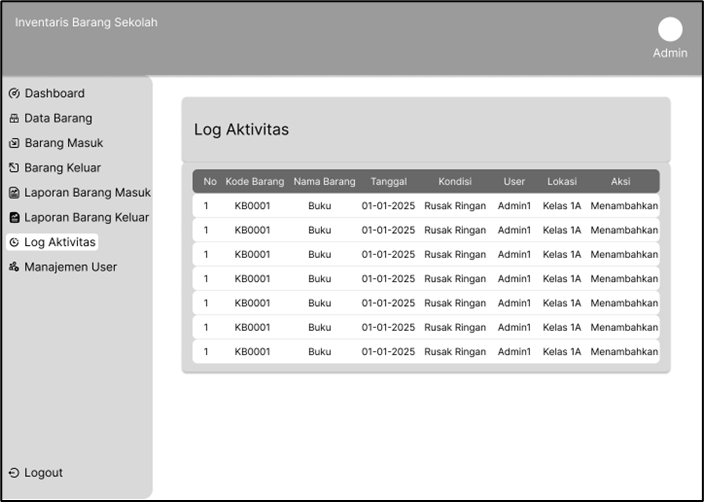 Inventaris Barang Sekolah
Admin
Dashboard
Data Barang
Barang Masuk
Barang Keluar
Laporan Barang Masuk
Laporan Barang Keluar
Log Aktivitas
Manajemen User
Logout
Log Aktivitas
No Kode Barang Nama Barang Tanggal Kondisi User Lokasi Aksi
1 KB0001 Buku 01-01-2025 Rusak Ringan Admin1 Kelas 1A Menambahkan
1 KB0001 Buku 01-01-2025 Rusak Ringan Admin1 Kelas 1A Menambahkan
1 KB0001 Buku 01-01-2025 Rusak Ringan Admin1 Kelas 1A Menambahkan
1 KB0001 Buku 01-01-2025 Rusak Ringan Admin1 Kelas 1A Menambahkan
1 KB0001 Buku 01-01-2025 Rusak Ringan Admin1 Kelas 1A Menambahkan
1 KB0001 Buku 01-01-2025 Rusak Ringan Admin1 Kelas 1A Menambahkan
1 KB0001 Buku 01-01-2025 Rusak Ringan Admin1 Kelas 1A Menambahkan